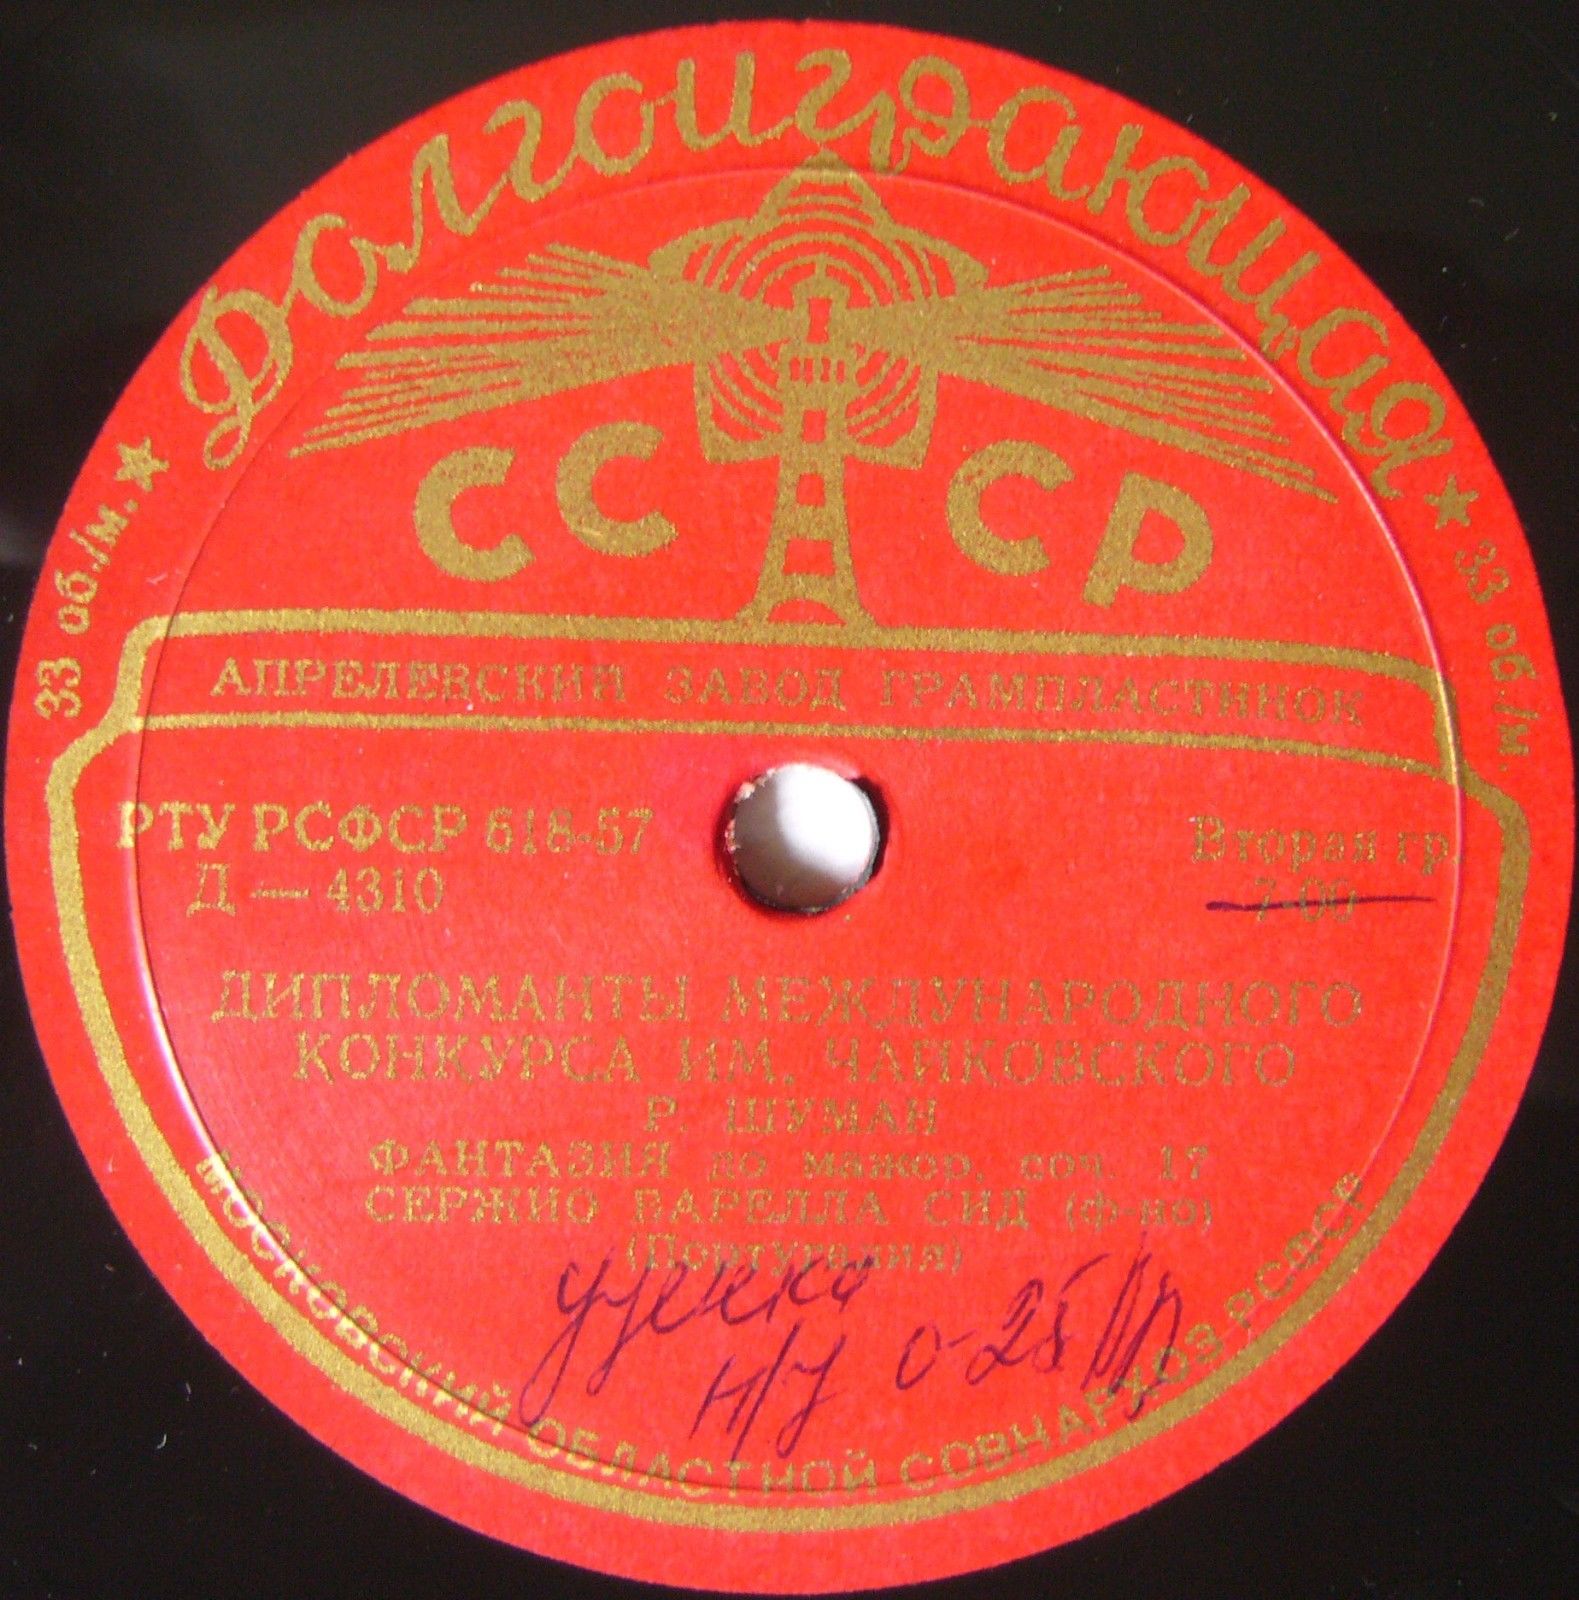 Долгоиграющая
★ 33 об./м.
33 об./м. ★
СССР
АПРЕЛЕВСКИЙ ЗАВОД ГРАМПЛАСТИНОК
РТУ РСФСР 618-57
Вторая гр.
Д — 4310
7-00
ДИПЛОМАНТЫ МЕЖДУНАРОДНОГО
КОНКУРСА ИМ. ЧАЙКОВСКОГО
Р. ШУМАН
ФАНТАЗИЯ до мажор, соч. 17
СЕРЖИО ВАРЕЛЛА СИД (ф-но)
(Португалия)
уценка
Н/У 0-25
МОСКОВСКИЙ ОБЛАСТНОЙ СОВНАРХОЗ РСФСР